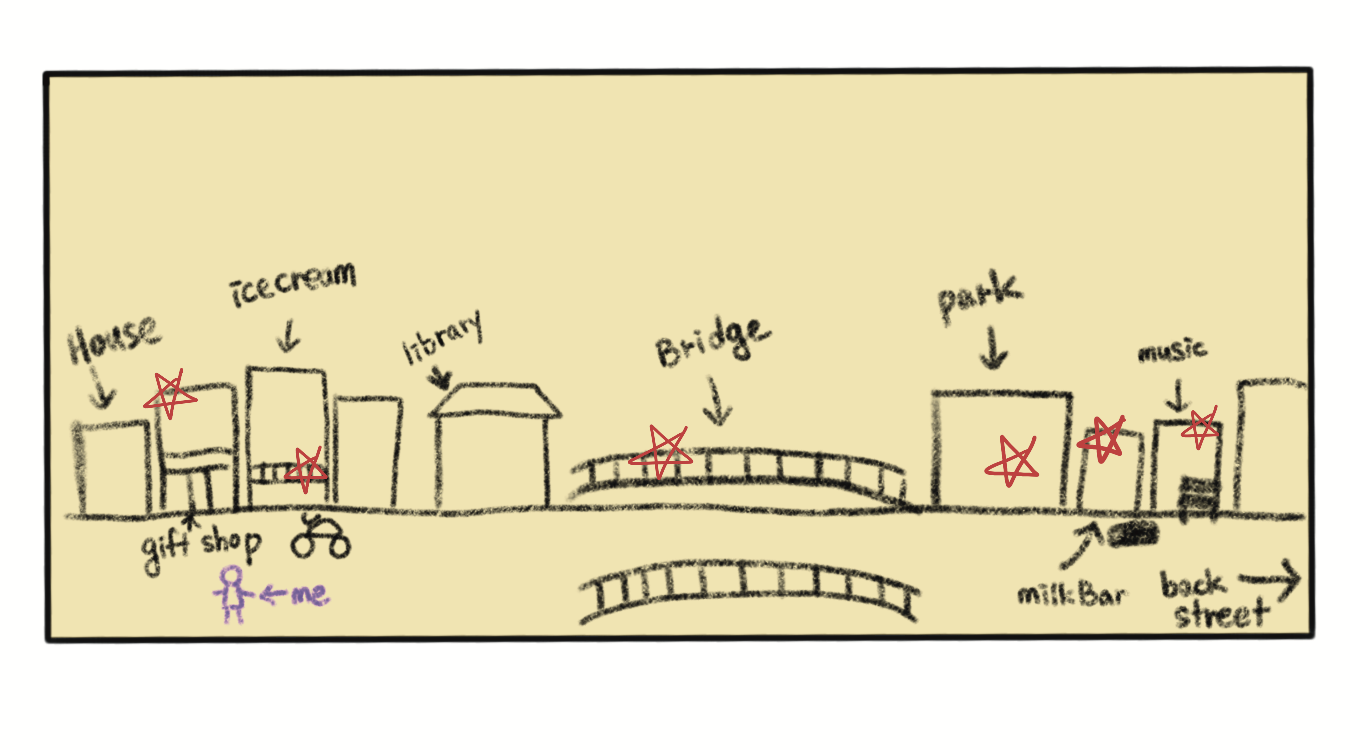 House
icecream
library
Bridge
park
music
gift shop
me
milkBar
back
street